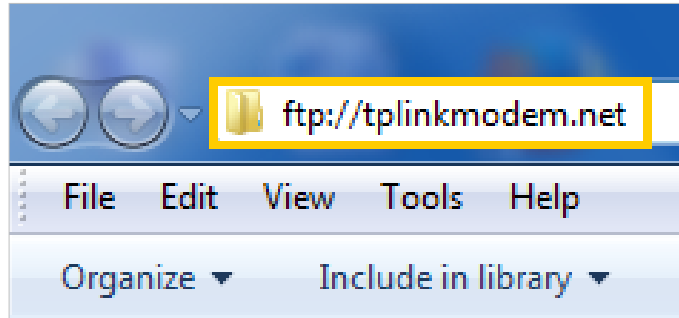 ftp://tplinkmodem.net
File Edit View Tools Help
Organize Include in library